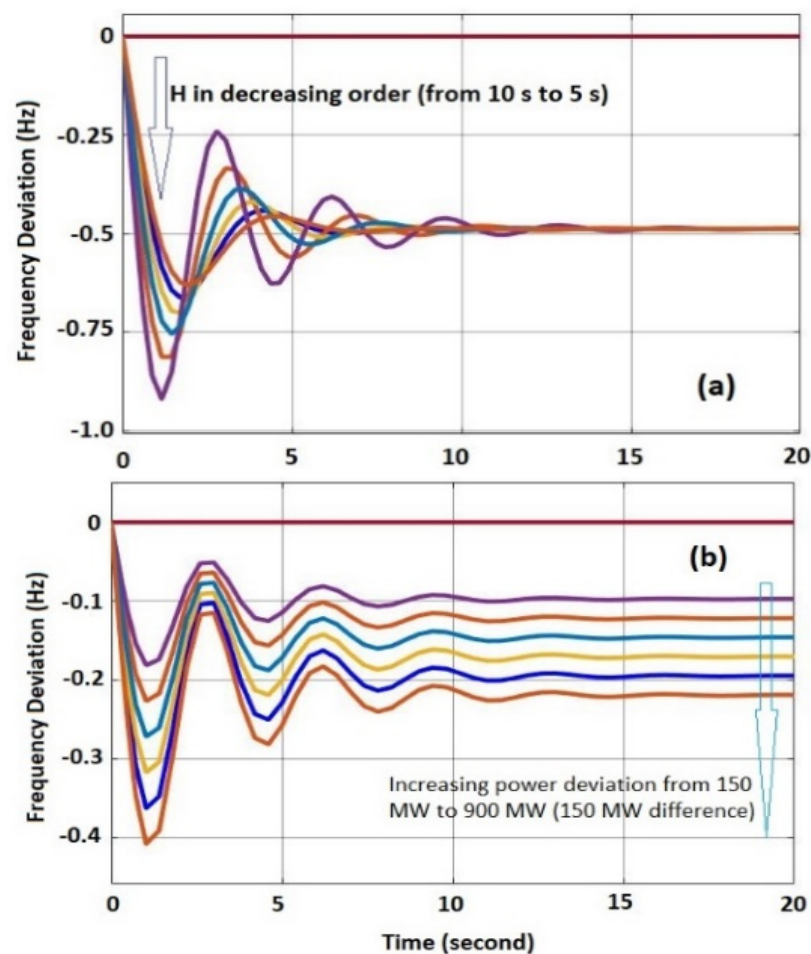 0
H in decreasing order (from 10 s to 5 s)
-0.25
-0.5
-0.75
-1.0
Frequency Deviation (Hz)
(a)
0 5 10 15 20
0
(b)
-0.1
-0.2
-0.3
-0.4
Frequency Deviation (Hz)
Increasing power deviation from 150
MW to 900 MW (150 MW difference)
0 5 10 15 20
Time (second)